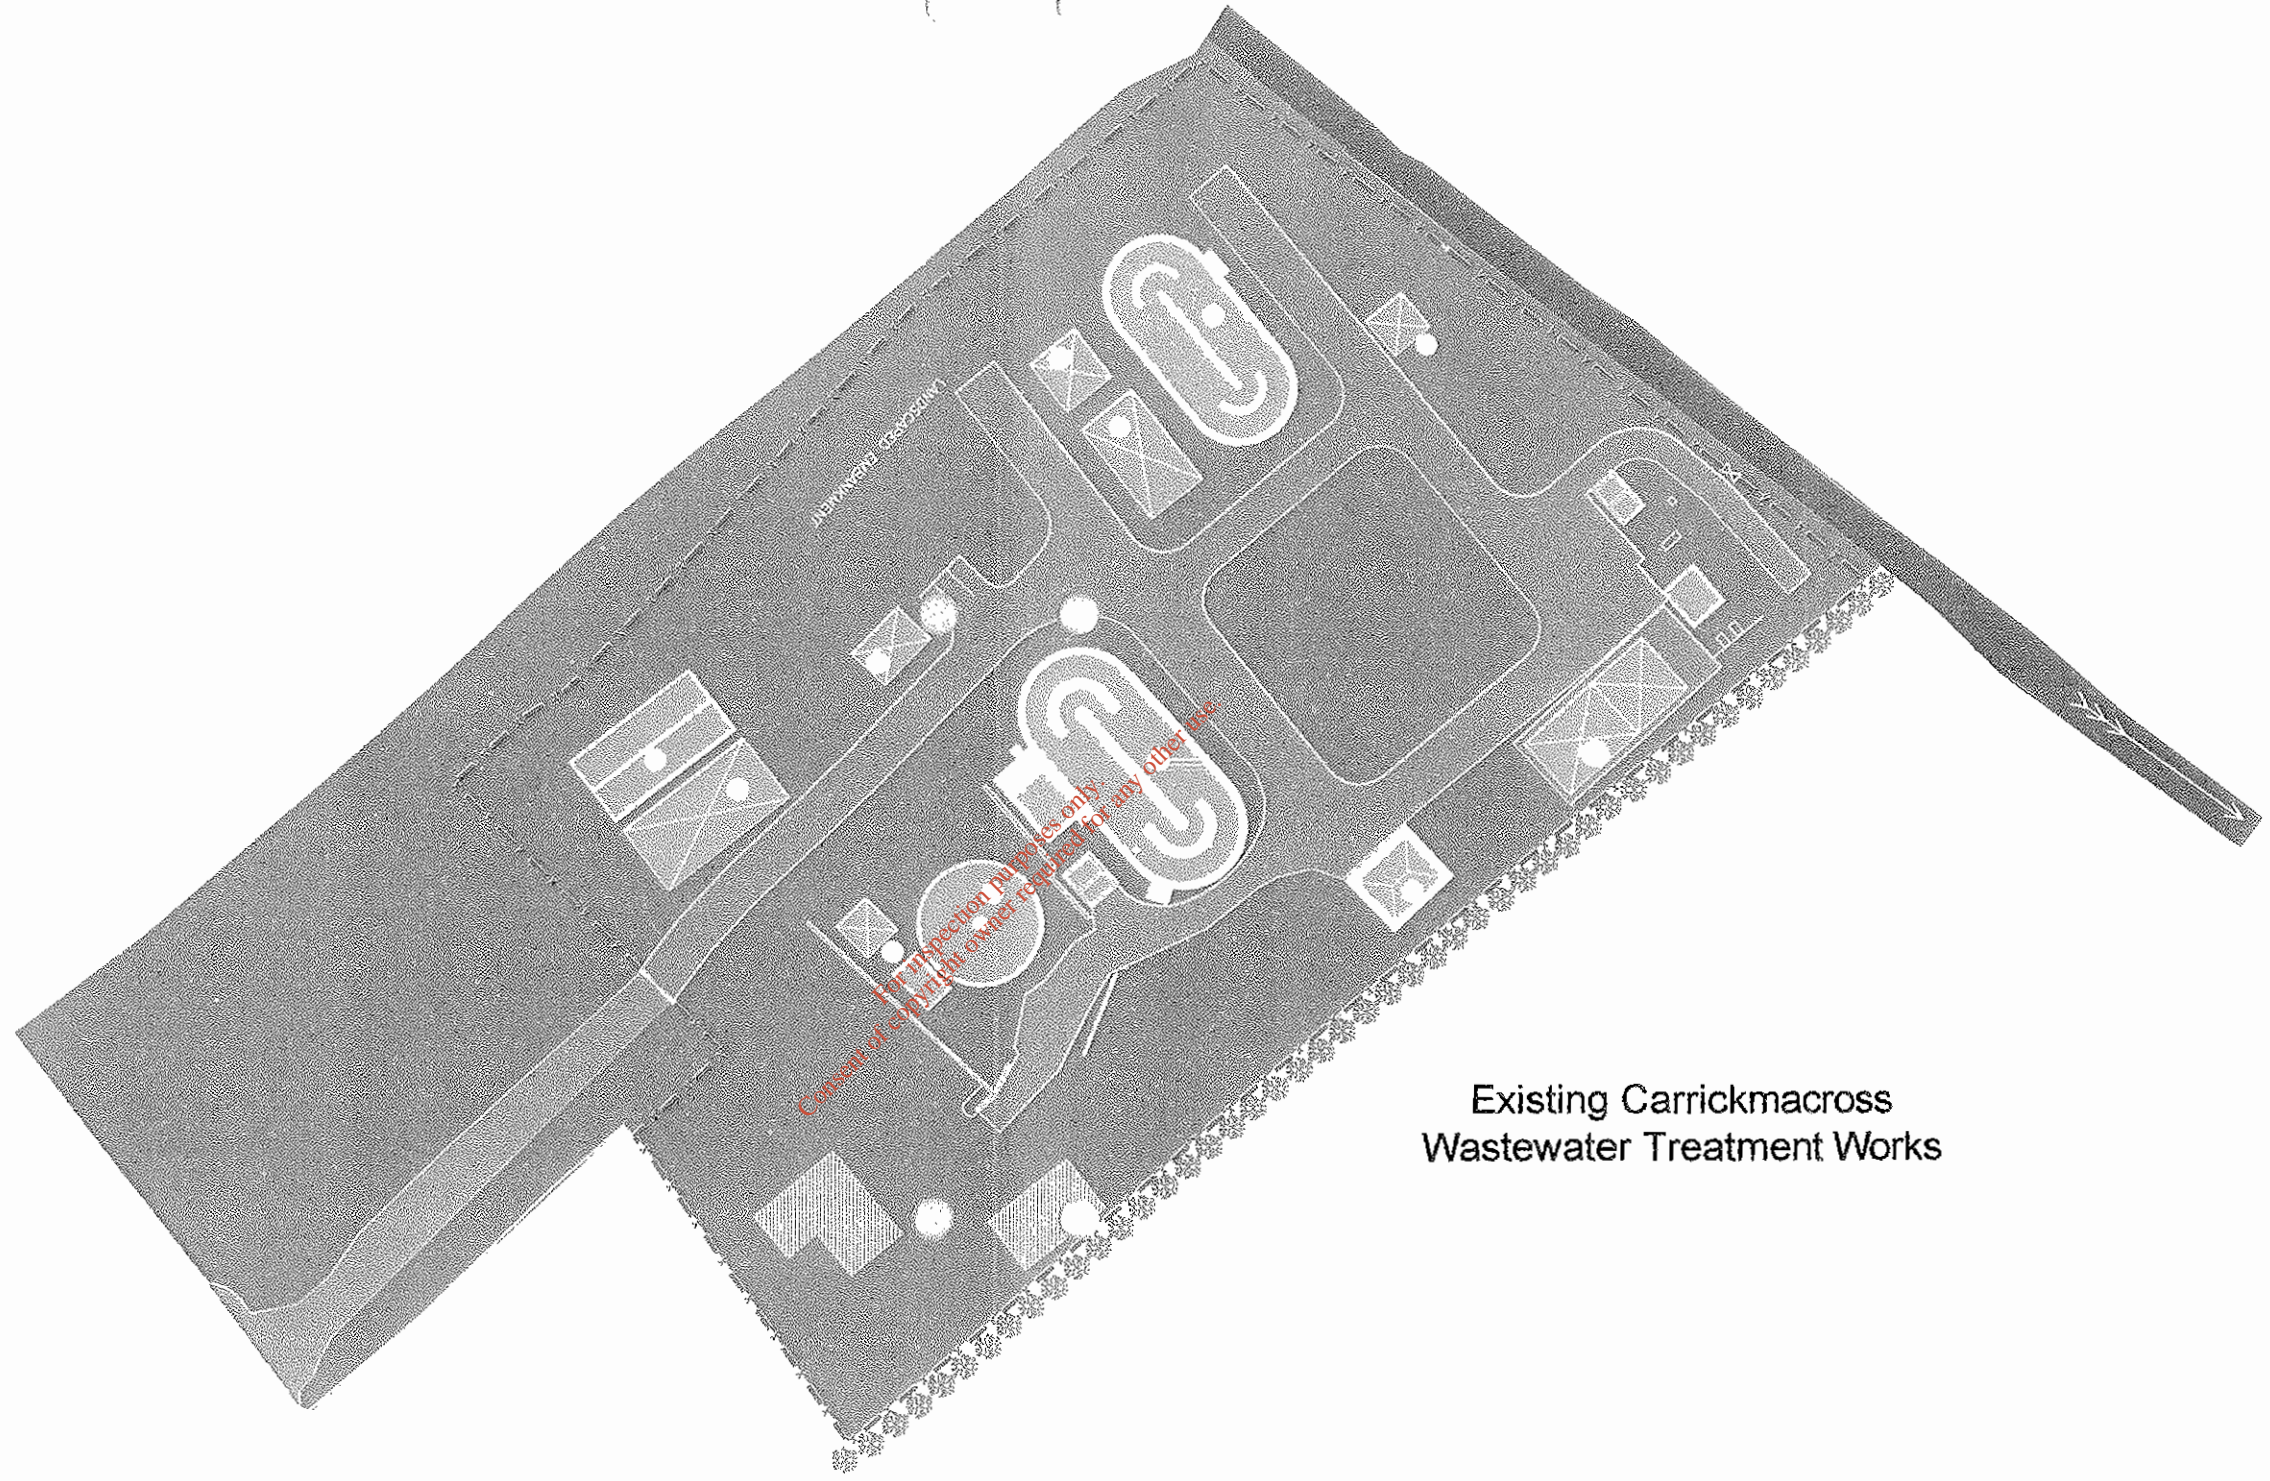 LANDSCAPED EMBANKMENT
For inspection purposes only.
Consent of copyright owner required for any other use.
Existing Carrickmacross
Wastewater Treatment Works